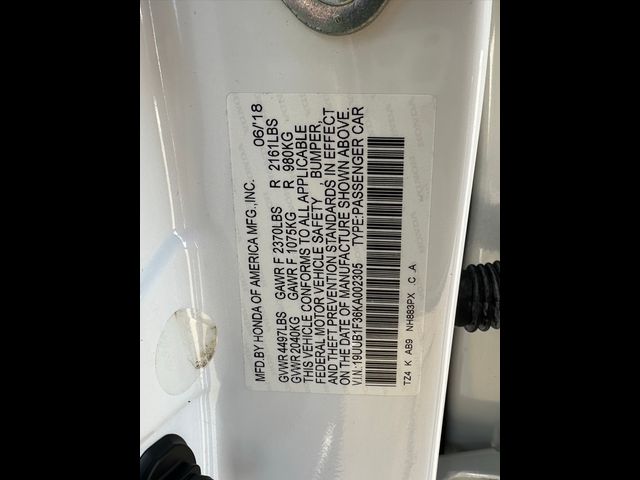 MFD.BY HONDA OF AMERICA MFG.,INC. 06/'18
GVWR 4497LBS GAWR F 2370LBS R 2161LBS
GVWR 2040KG GAWR F 1075KG R 980KG
THIS VEHICLE CONFORMS TO ALL APPLICABLE
FEDERAL MOTOR VEHICLE SAFETY , BUMPER,
AND THEFT PREVENTION STANDARDS IN EFFECT
ON THE DATE OF MANUFACTURE SHOWN ABOVE.
V.I.N.:19UUB1F36KA002305 TYPE:PASSENGER CAR
TZ4 K AB9 NH883PX C A